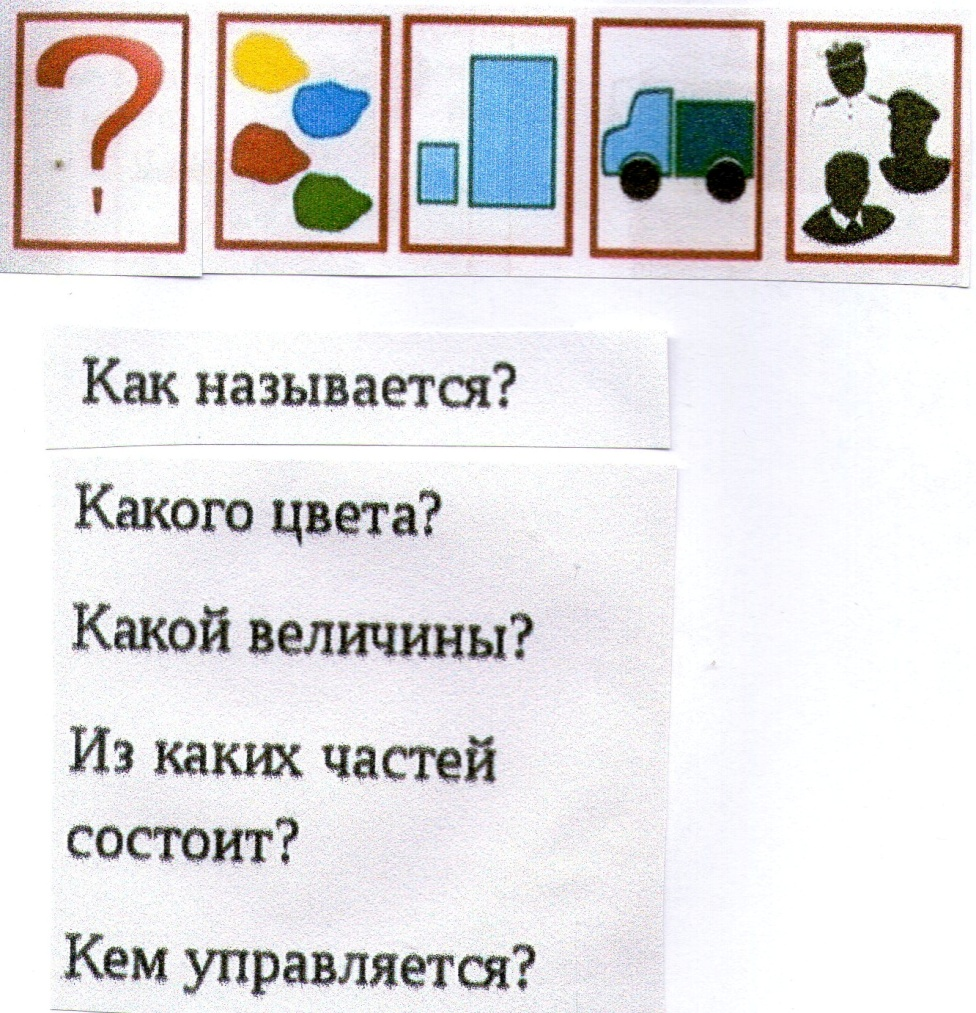 ?
Как называется?
Какого цвета?
Какой величины?
Из каких частей
состоит?
Кем управляется?